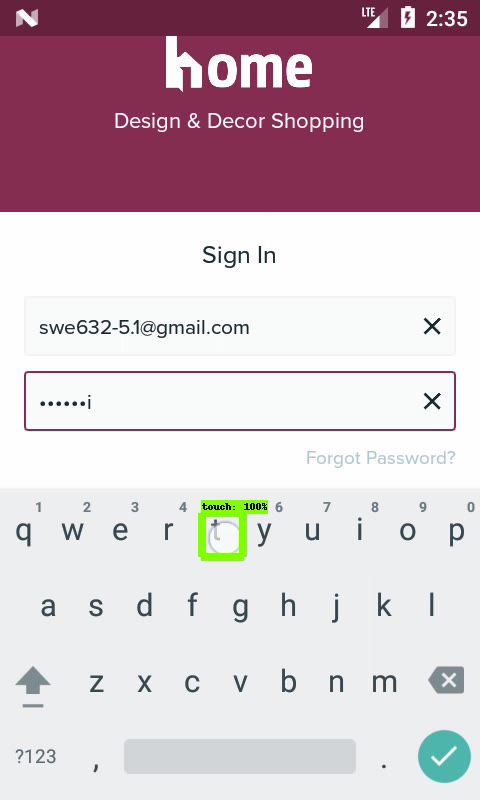 LTE 2:35
home
Design & Decor Shopping
Sign In
swe632-5.1@gmail.com
••••••i
Forgot Password?
touch: 100%
1 2 3 4 6 7 8 9 0
q w e r t y u i o p
a s d f g h j k l
z x c v b n m
?123 , .